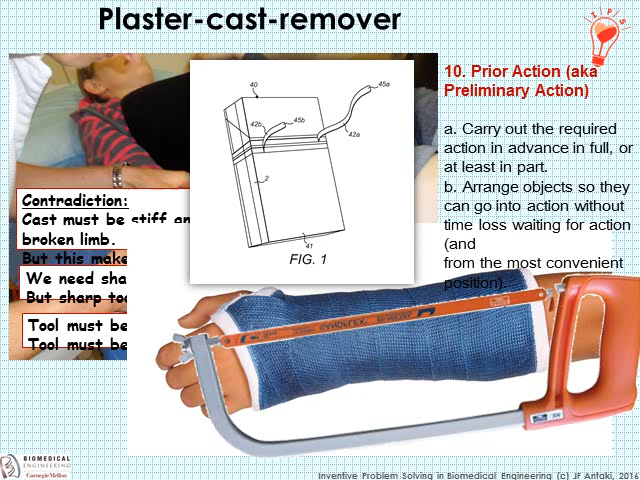 Plaster-cast-remover
I P S
10. Prior Action (aka
Preliminary Action)
a. Carry out the required
action in advance in full, or
at least in part.
b. Arrange objects so they
can go into action without
time loss waiting for action
(and
from the most convenient
position).
40
45a
45b
42b
42a
2
41
FIG. 1
Contradiction:
Cast must be stiff
broken limb.
But this make
We need sha
But sharp too
Tool must be
Tool must be
BIOMEDICAL
ENGINEERING
Carnegie Mellon
Inventive Problem Solving in Biomedical Engineering (c) JF Antaki, 2014